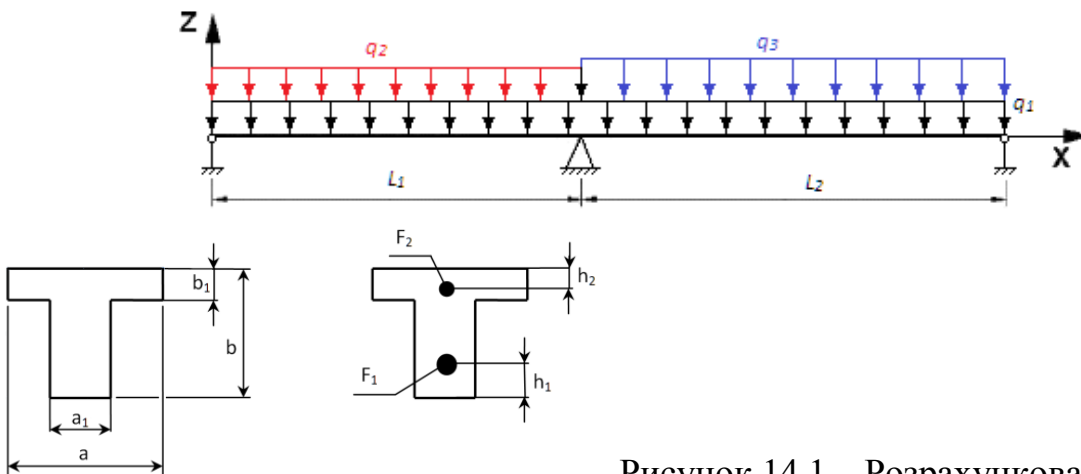 Z
q2
q3
q1
X
L1
L2
F2
b1
h2
b
F1
h1
a1
a
Рисунок 14.1 – Розрахункова